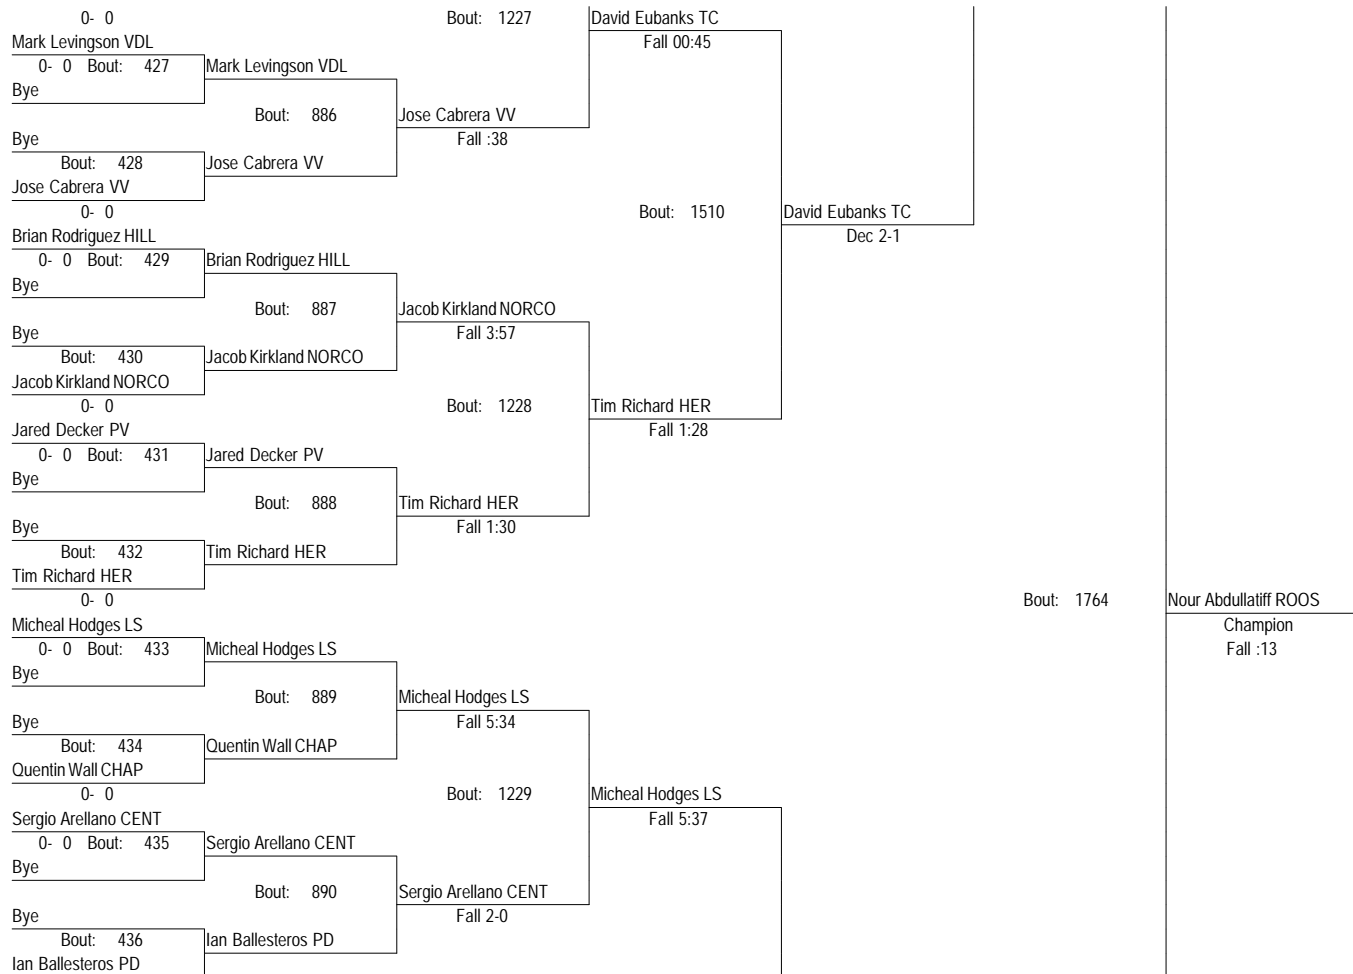 0- 0 Bout: 1227 David Eubanks TC
Mark Levingson VDL Fall 00:45
0- 0 Bout: 427 Mark Levingson VDL
Bye
Bout: 886 Jose Cabrera VV
Bye Fall :38
Bout: 428 Jose Cabrera VV
Jose Cabrera VV
0- 0 Bout: 1510 David Eubanks TC
Brian Rodriguez HILL Dec 2-1
0- 0 Bout: 429 Brian Rodriguez HILL
Bye
Bout: 887 Jacob Kirkland NORCO
Bye Fall 3:57
Bout: 430 Jacob Kirkland NORCO
Jacob Kirkland NORCO
0- 0 Bout: 1228 Tim Richard HER
Jared Decker PV Fall 1:28
0- 0 Bout: 431 Jared Decker PV
Bye
Bout: 888 Tim Richard HER
Bye Fall 1:30
Bout: 432 Tim Richard HER
Tim Richard HER
0- 0 Bout: 1764 Nour Abdullatiff ROOS
Micheal Hodges LS Champion
0- 0 Bout: 433 Micheal Hodges LS Fall :13
Bye
Bout: 889 Micheal Hodges LS
Bye Fall 5:34
Bout: 434 Quentin Wall CHAP
Quentin Wall CHAP
0- 0 Bout: 1229 Micheal Hodges LS
Sergio Arellano CENT Fall 5:37
0- 0 Bout: 435 Sergio Arellano CENT
Bye
Bout: 890 Sergio Arellano CENT
Bye Fall 2-0
Bout: 436 Ian Ballesteros PD
Ian Ballesteros PD